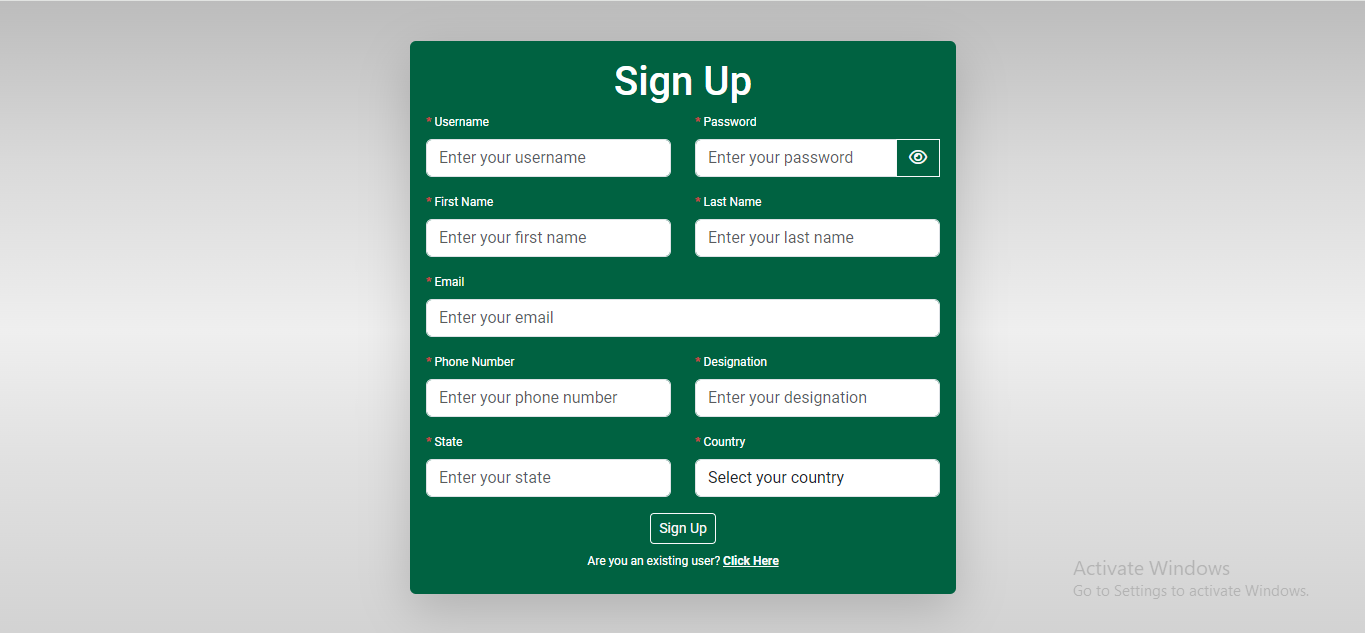 Sign Up
* Username
* Password
Enter your username
Enter your password
* First Name
* Last Name
Enter your first name
Enter your last name
* Email
Enter your email
* Phone Number
* Designation
Enter your phone number
Enter your designation
* State
* Country
Enter your state
Select your country
Sign Up
Are you an existing user? Click Here
Activate Windows
Go to Settings to activate Windows.